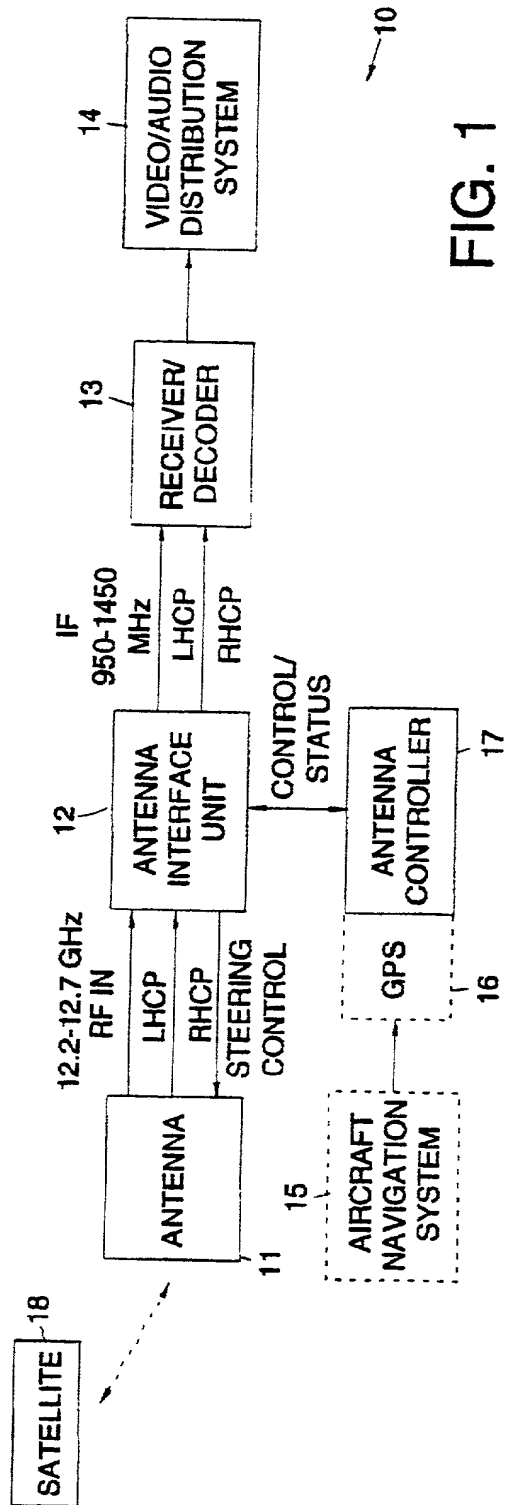 SATELLITE
18
ANTENNA
11
12.2-12.7 GHz
RF IN
LHCP
RHCP
STEERING
CONTROL
12
ANTENNA
INTERFACE
UNIT
IF
950-1450
MHz
LHCP
RHCP
13
RECEIVER/
DECODER
14
VIDEO/AUDIO
DISTRIBUTION
SYSTEM
CONTROL/
STATUS
15
AIRCRAFT
NAVIGATION
SYSTEM
GPS
16
ANTENNA
CONTROLLER
17
10
FIG. 1